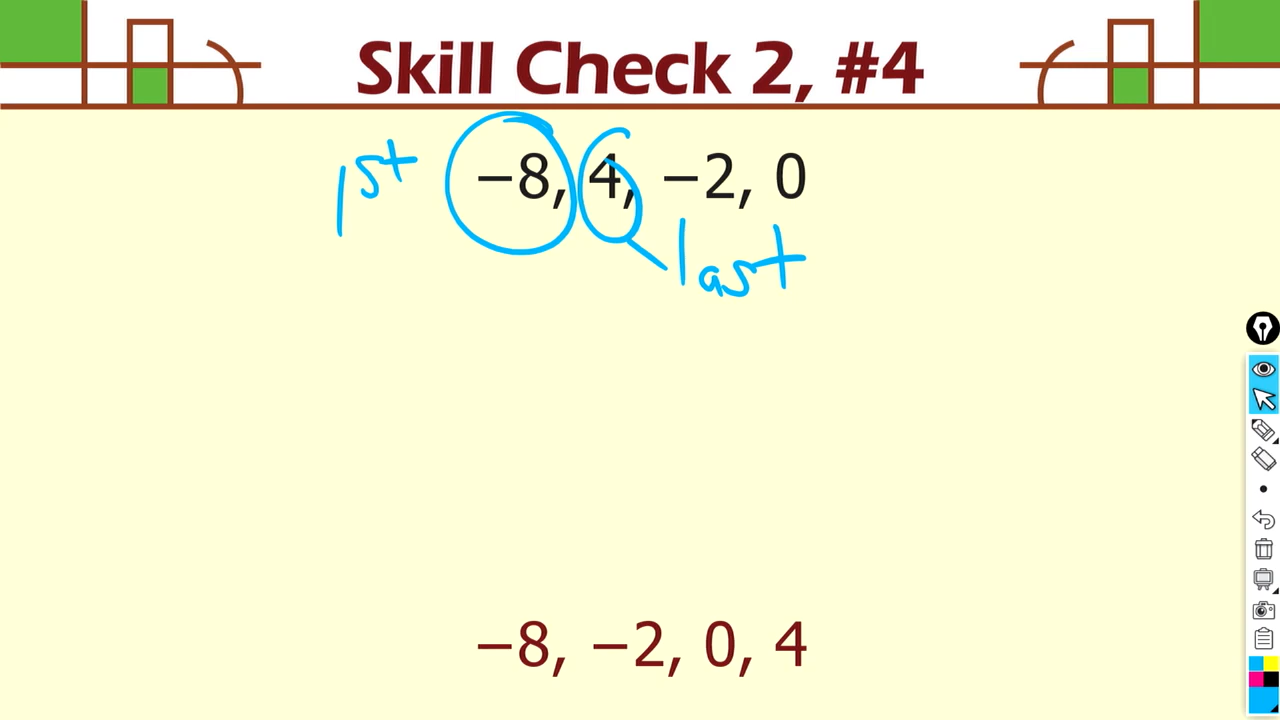 Skill Check 2, #4
1st −8, 4, −2, 0
last
−8, −2, 0, 4